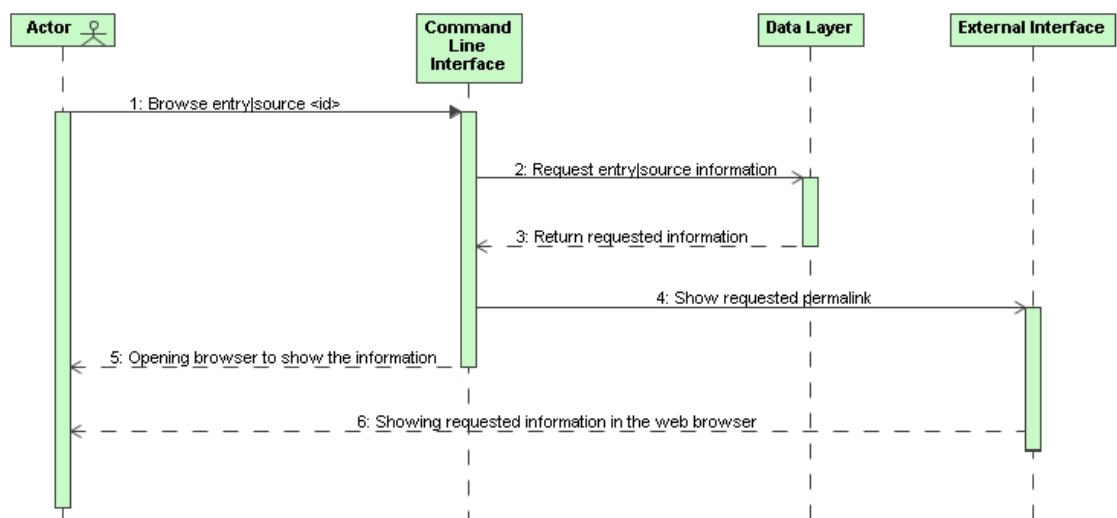 Actor
Command
Line
Interface
Data Layer
External Interface
1: Browse entry|source <id>
2: Request entry|source information
3: Return requested information
4: Show requested permalink
5: Opening browser to show the information
6: Showing requested information in the web browser